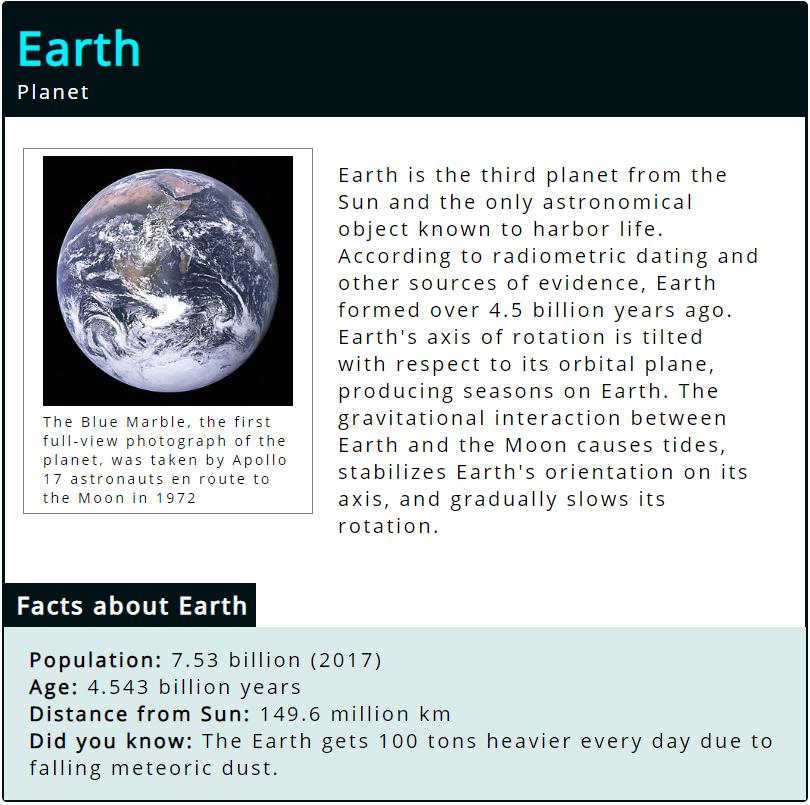 Earth
Planet
The Blue Marble, the first
full-view photograph of the
planet, was taken by Apollo
17 astronauts en route to
the Moon in 1972
Earth is the third planet from the
Sun and the only astronomical
object known to harbor life.
According to radiometric dating and
other sources of evidence, Earth
formed over 4.5 billion years ago.
Earth's axis of rotation is tilted
with respect to its orbital plane,
producing seasons on Earth. The
gravitational interaction between
Earth and the Moon causes tides,
stabilizes Earth's orientation on its
axis, and gradually slows its
rotation.
Facts about Earth
Population: 7.53 billion (2017)
Age: 4.543 billion years
Distance from Sun: 149.6 million km
Did you know: The Earth gets 100 tons heavier every day due to
falling meteoric dust.